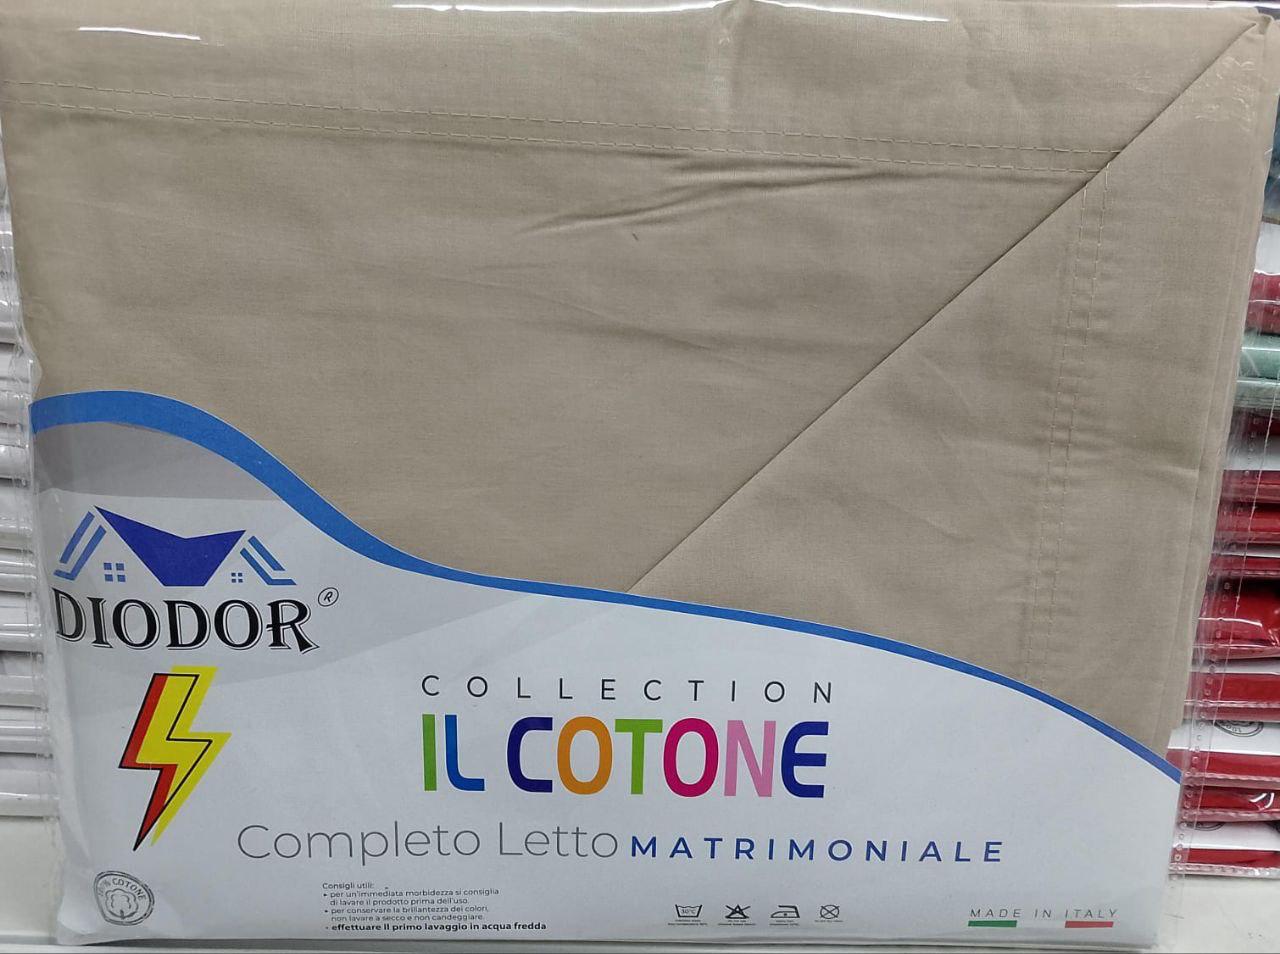 DIODOR®
COLLECTION
IL COTONE
Completo Letto MATRIMONIALE
100% COTONE
Consigli utili:
• per un'immediata morbidezza si consiglia
di lavare il prodotto prima dell'uso.
• per conservare la brillantezza dei colori,
non lavare a secco e non candeggiare.
- effettuare il primo lavaggio in acqua fredda
30°C
MADE IN ITALY